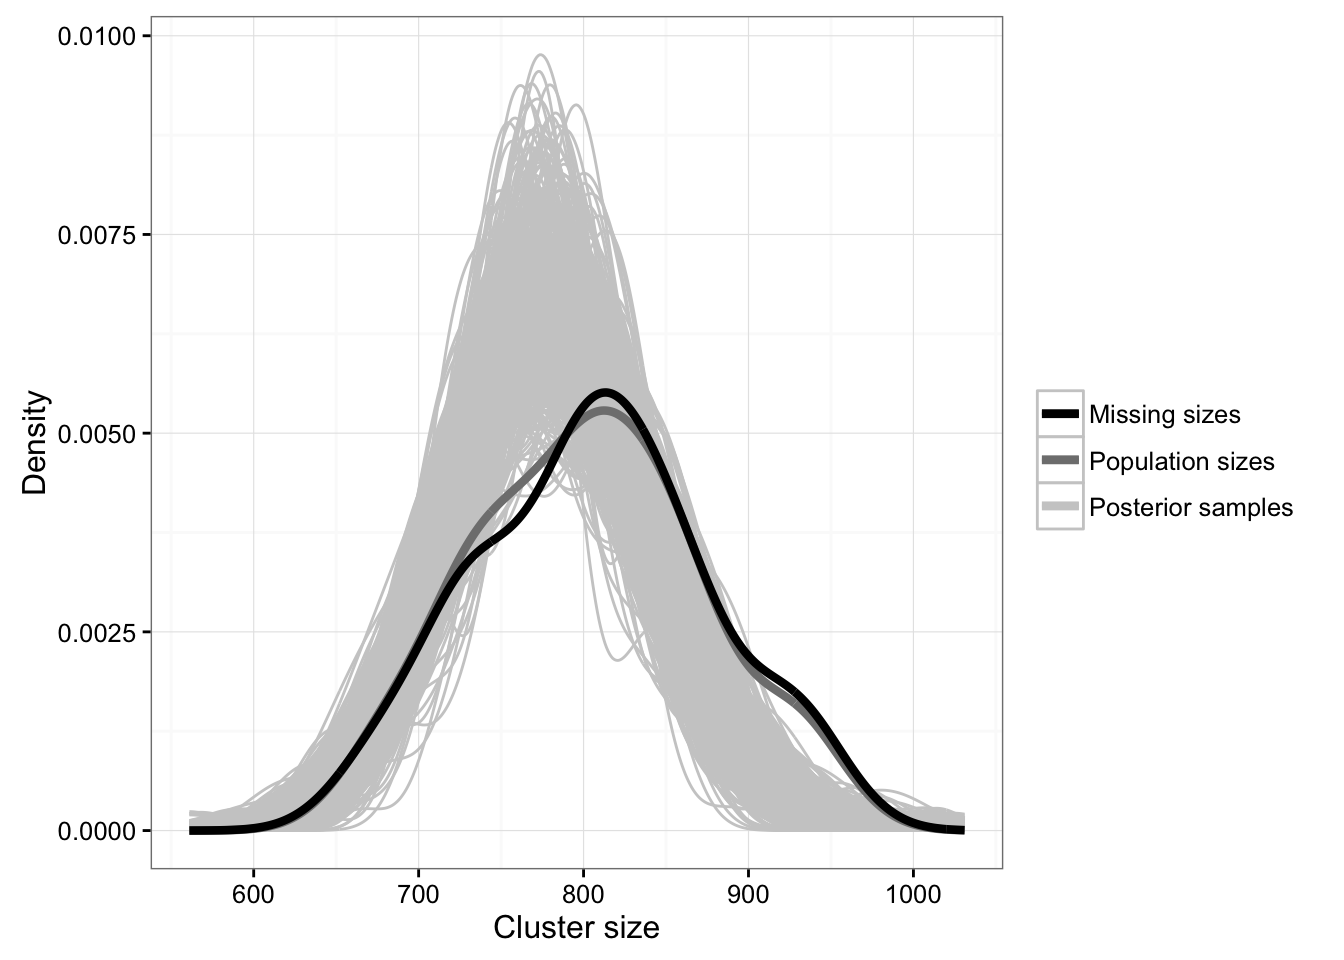 0.0100
0.0075
0.0050
0.0025
0.0000
Density
600 700 800 900 1000
Cluster size
Missing sizes
Population sizes
Posterior samples